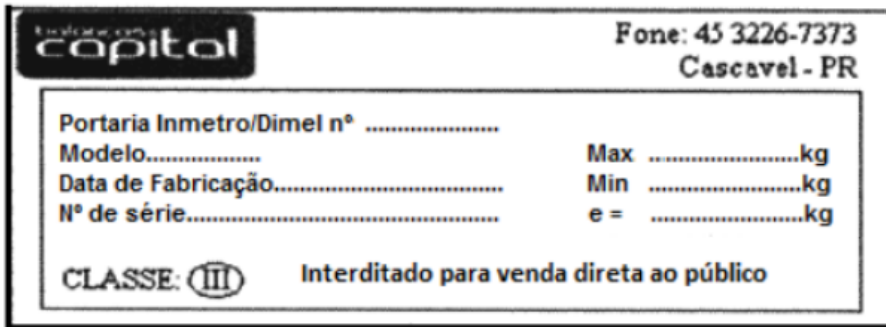 balanças
capital
Fone: 45 3226-7373
Cascavel - PR
Portaria Inmetro/Dimel nº .....................
Modelo..................
Data de Fabricação....................................
Nº de série.................................................
Max ........................kg
Min ........................kg
e = ........................kg
CLASSE: III
Interditado para venda direta ao público